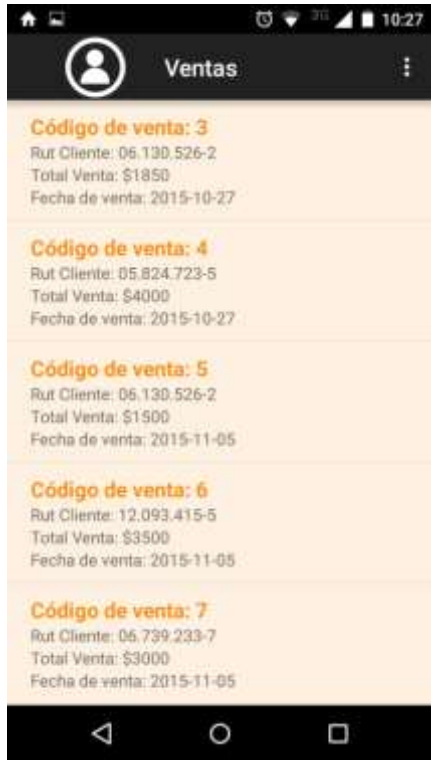 3G 10:27
Ventas
Código de venta: 3
Rut Cliente: 06.130.526-2
Total Venta: $1850
Fecha de venta: 2015-10-27
Código de venta: 4
Rut Cliente: 05.824.723-5
Total Venta: $4000
Fecha de venta: 2015-10-27
Código de venta: 5
Rut Cliente: 06.130.526-2
Total Venta: $1500
Fecha de venta: 2015-11-05
Código de venta: 6
Rut Cliente: 12.093.415-5
Total Venta: $3500
Fecha de venta: 2015-11-05
Código de venta: 7
Rut Cliente: 06.739.233-7
Total Venta: $3000
Fecha de venta: 2015-11-05